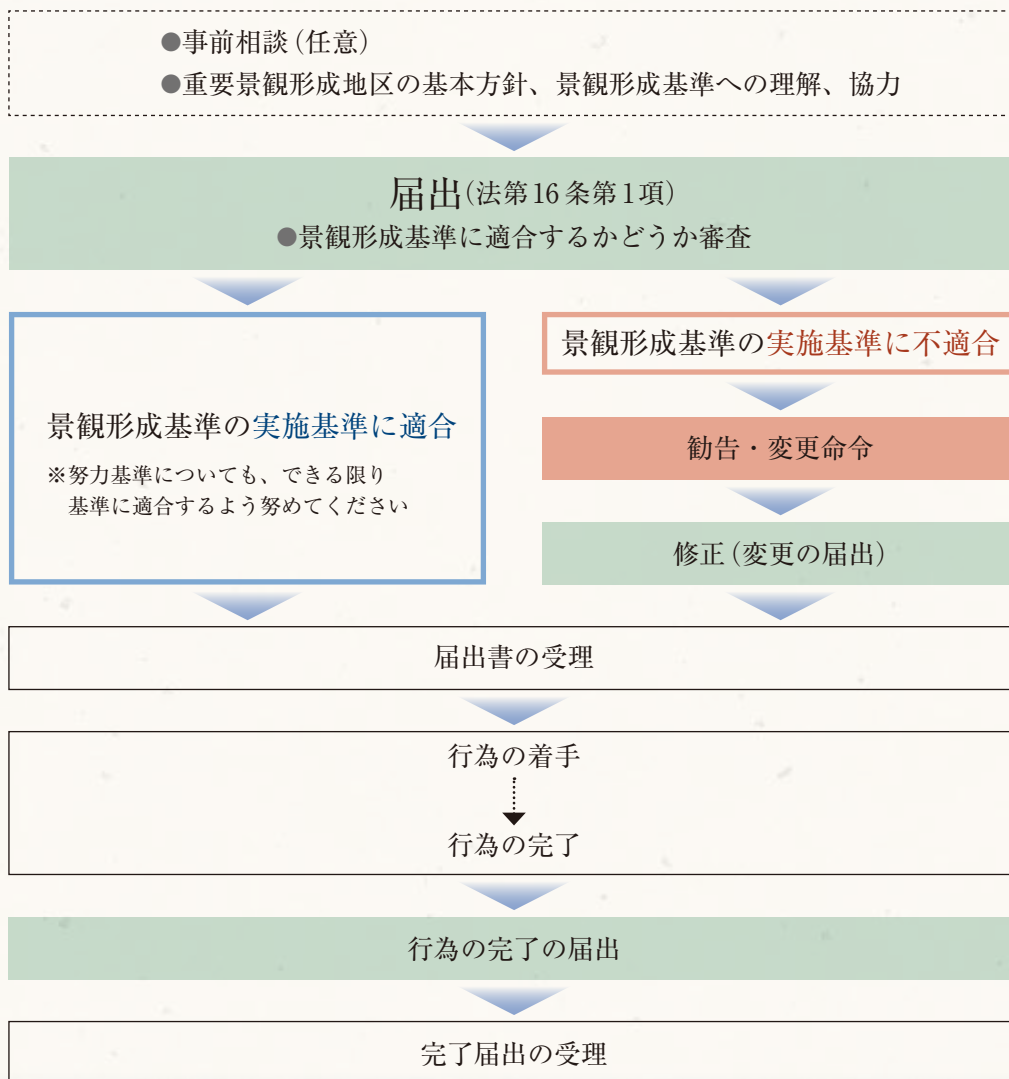 ●事前相談(任意)
●重要景観形成地区の基本方針、景観形成基準への理解、協力
届出(法第16条第1項)
●景観形成基準に適合するかどうか審査
景観形成基準の実施基準に適合
※努力基準についても、できる限り
基準に適合するよう努めてください
景観形成基準の実施基準に不適合
勧告・変更命令
修正(変更の届出)
届出書の受理
行為の着手
行為の完了
行為の完了の届出
完了届出の受理